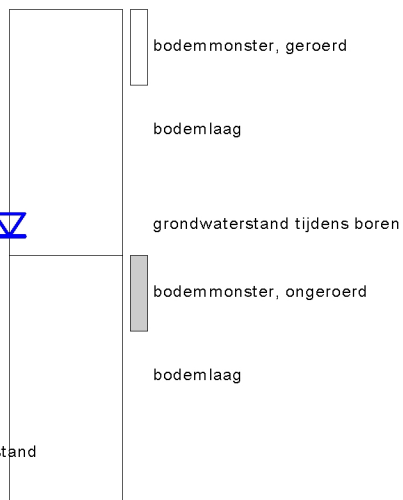 bodemmonster, geroerd
bodemlaag
grondwaterstand tijdens boren
bodemmonster, ongeroerd
bodemlaag